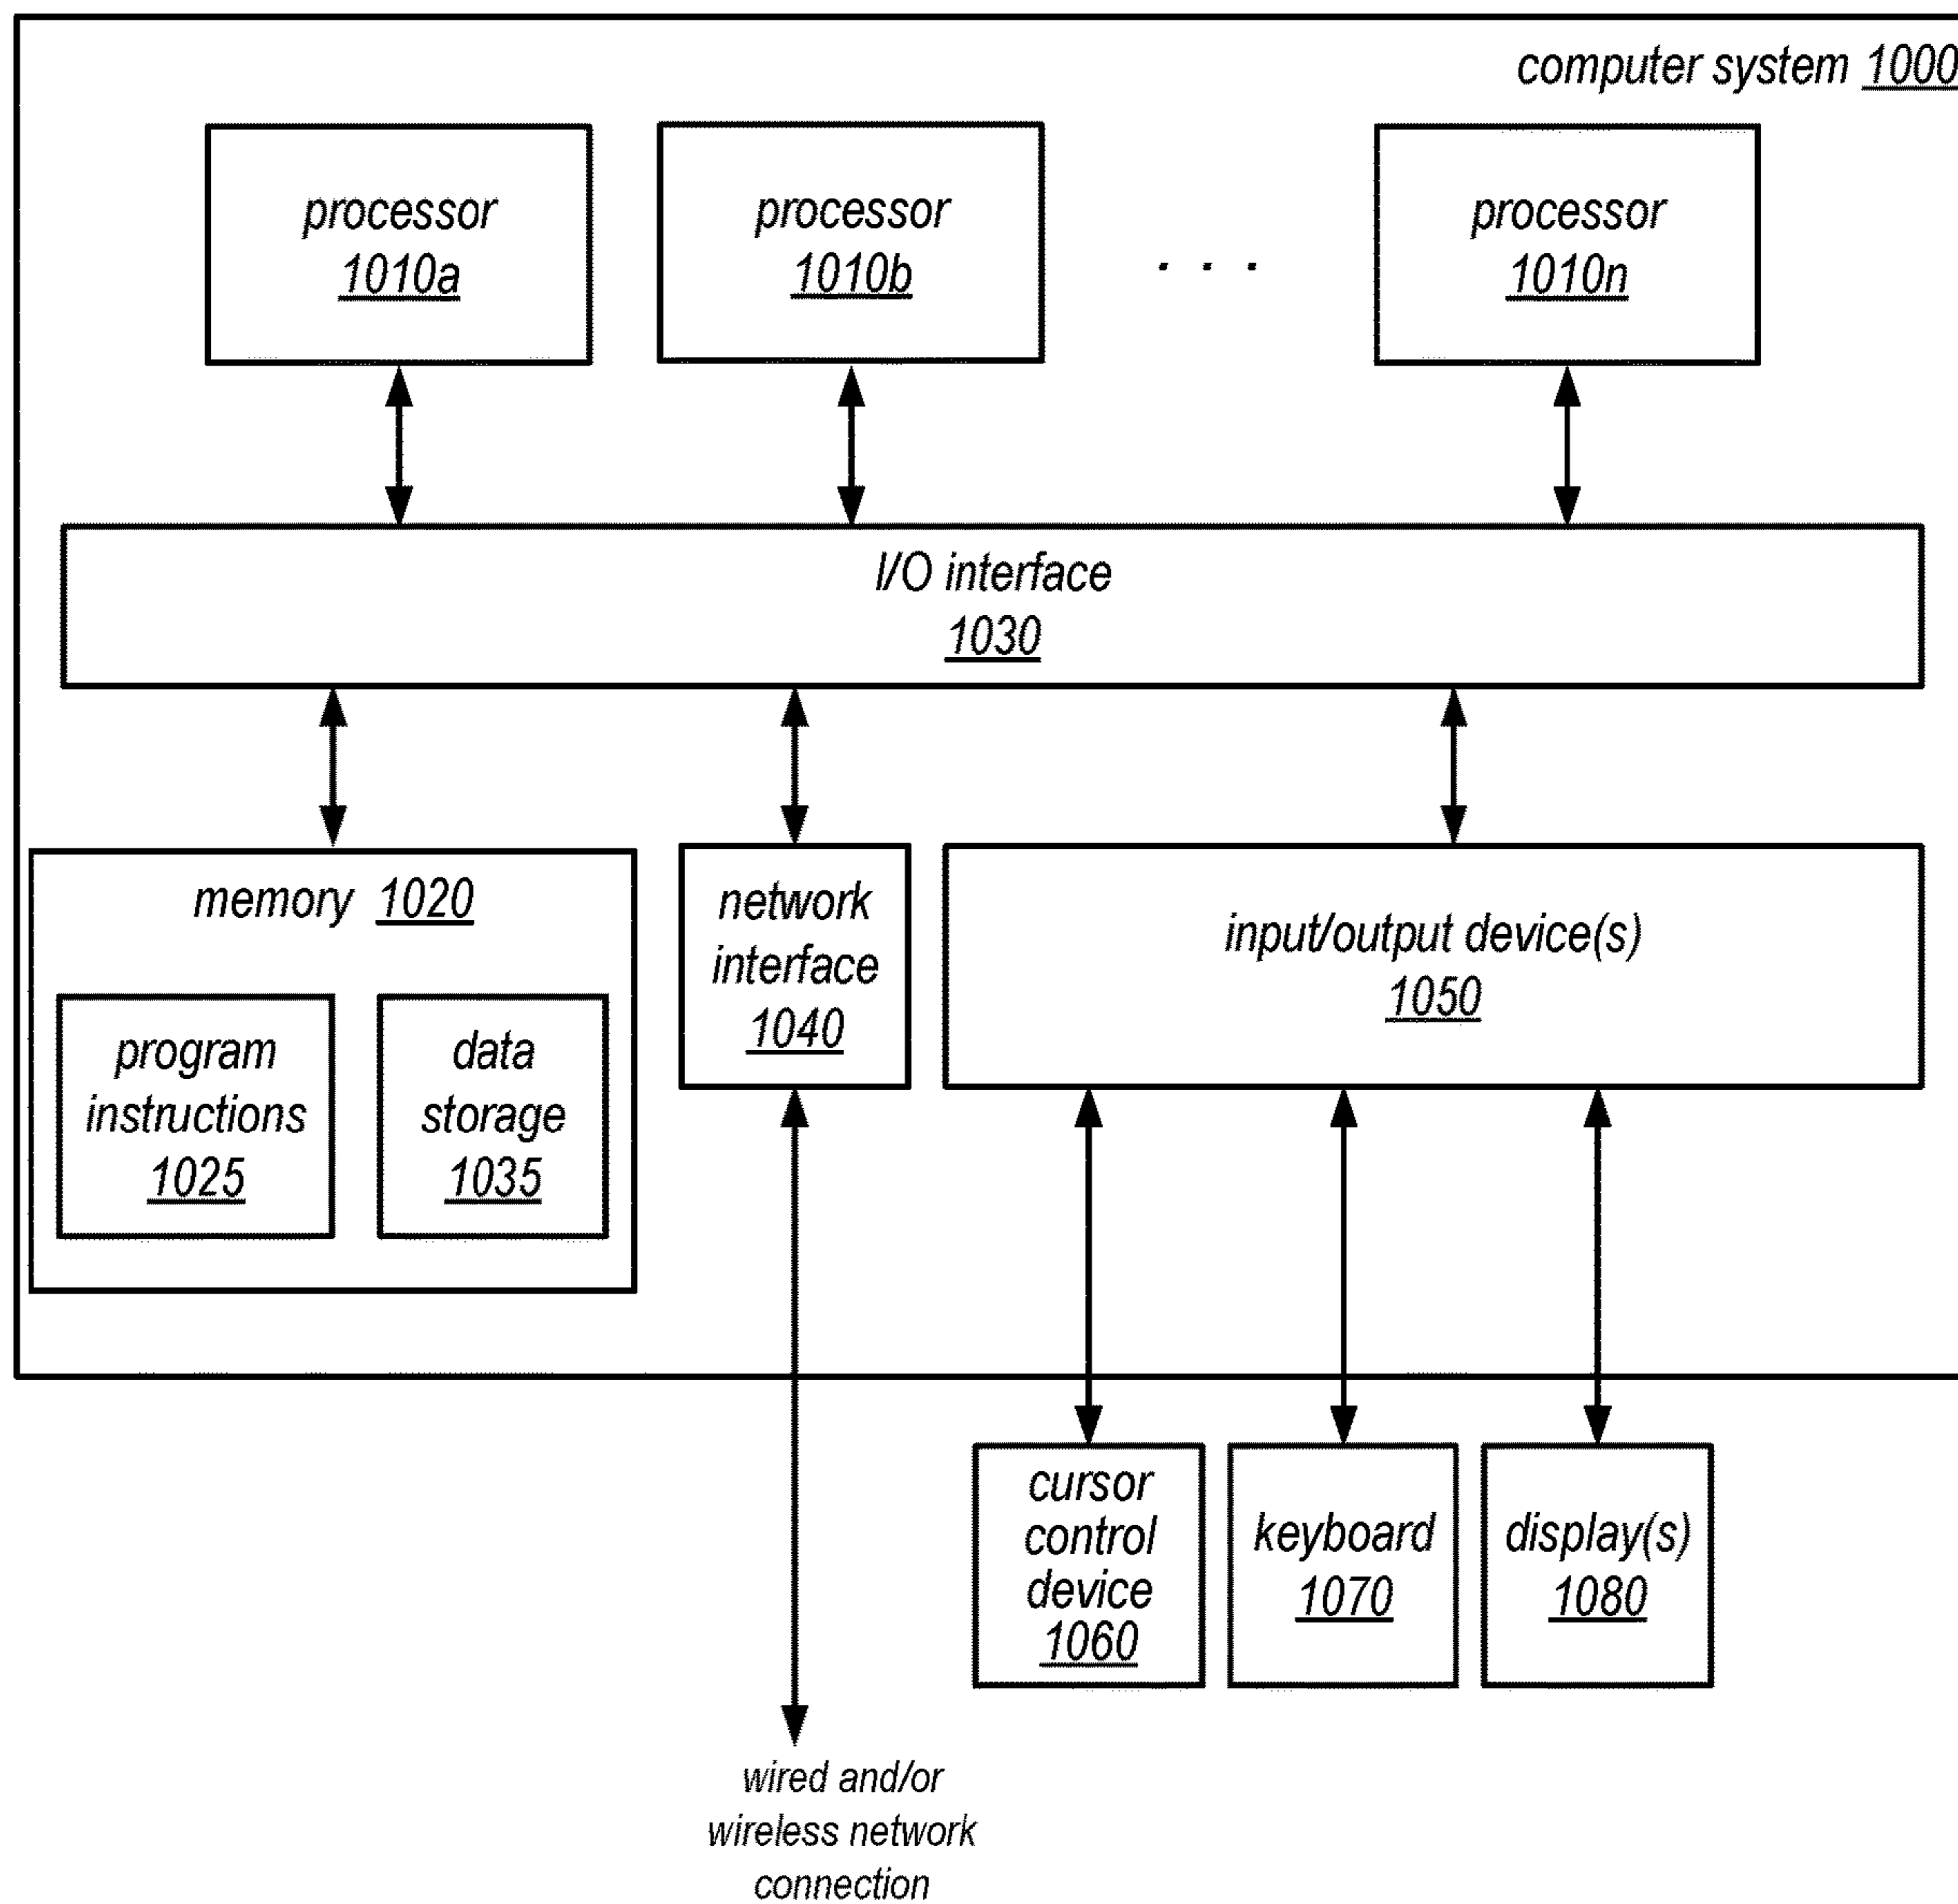 computer system 1000
processor
1010a
processor
1010b
. . .
processor
1010n
I/O interface
1030
memory 1020
program
instructions
1025
data
storage
1035
network
interface
1040
input/output device(s)
1050
cursor
control
device
1060
keyboard
1070
display(s)
1080
wired and/or
wireless network
connection